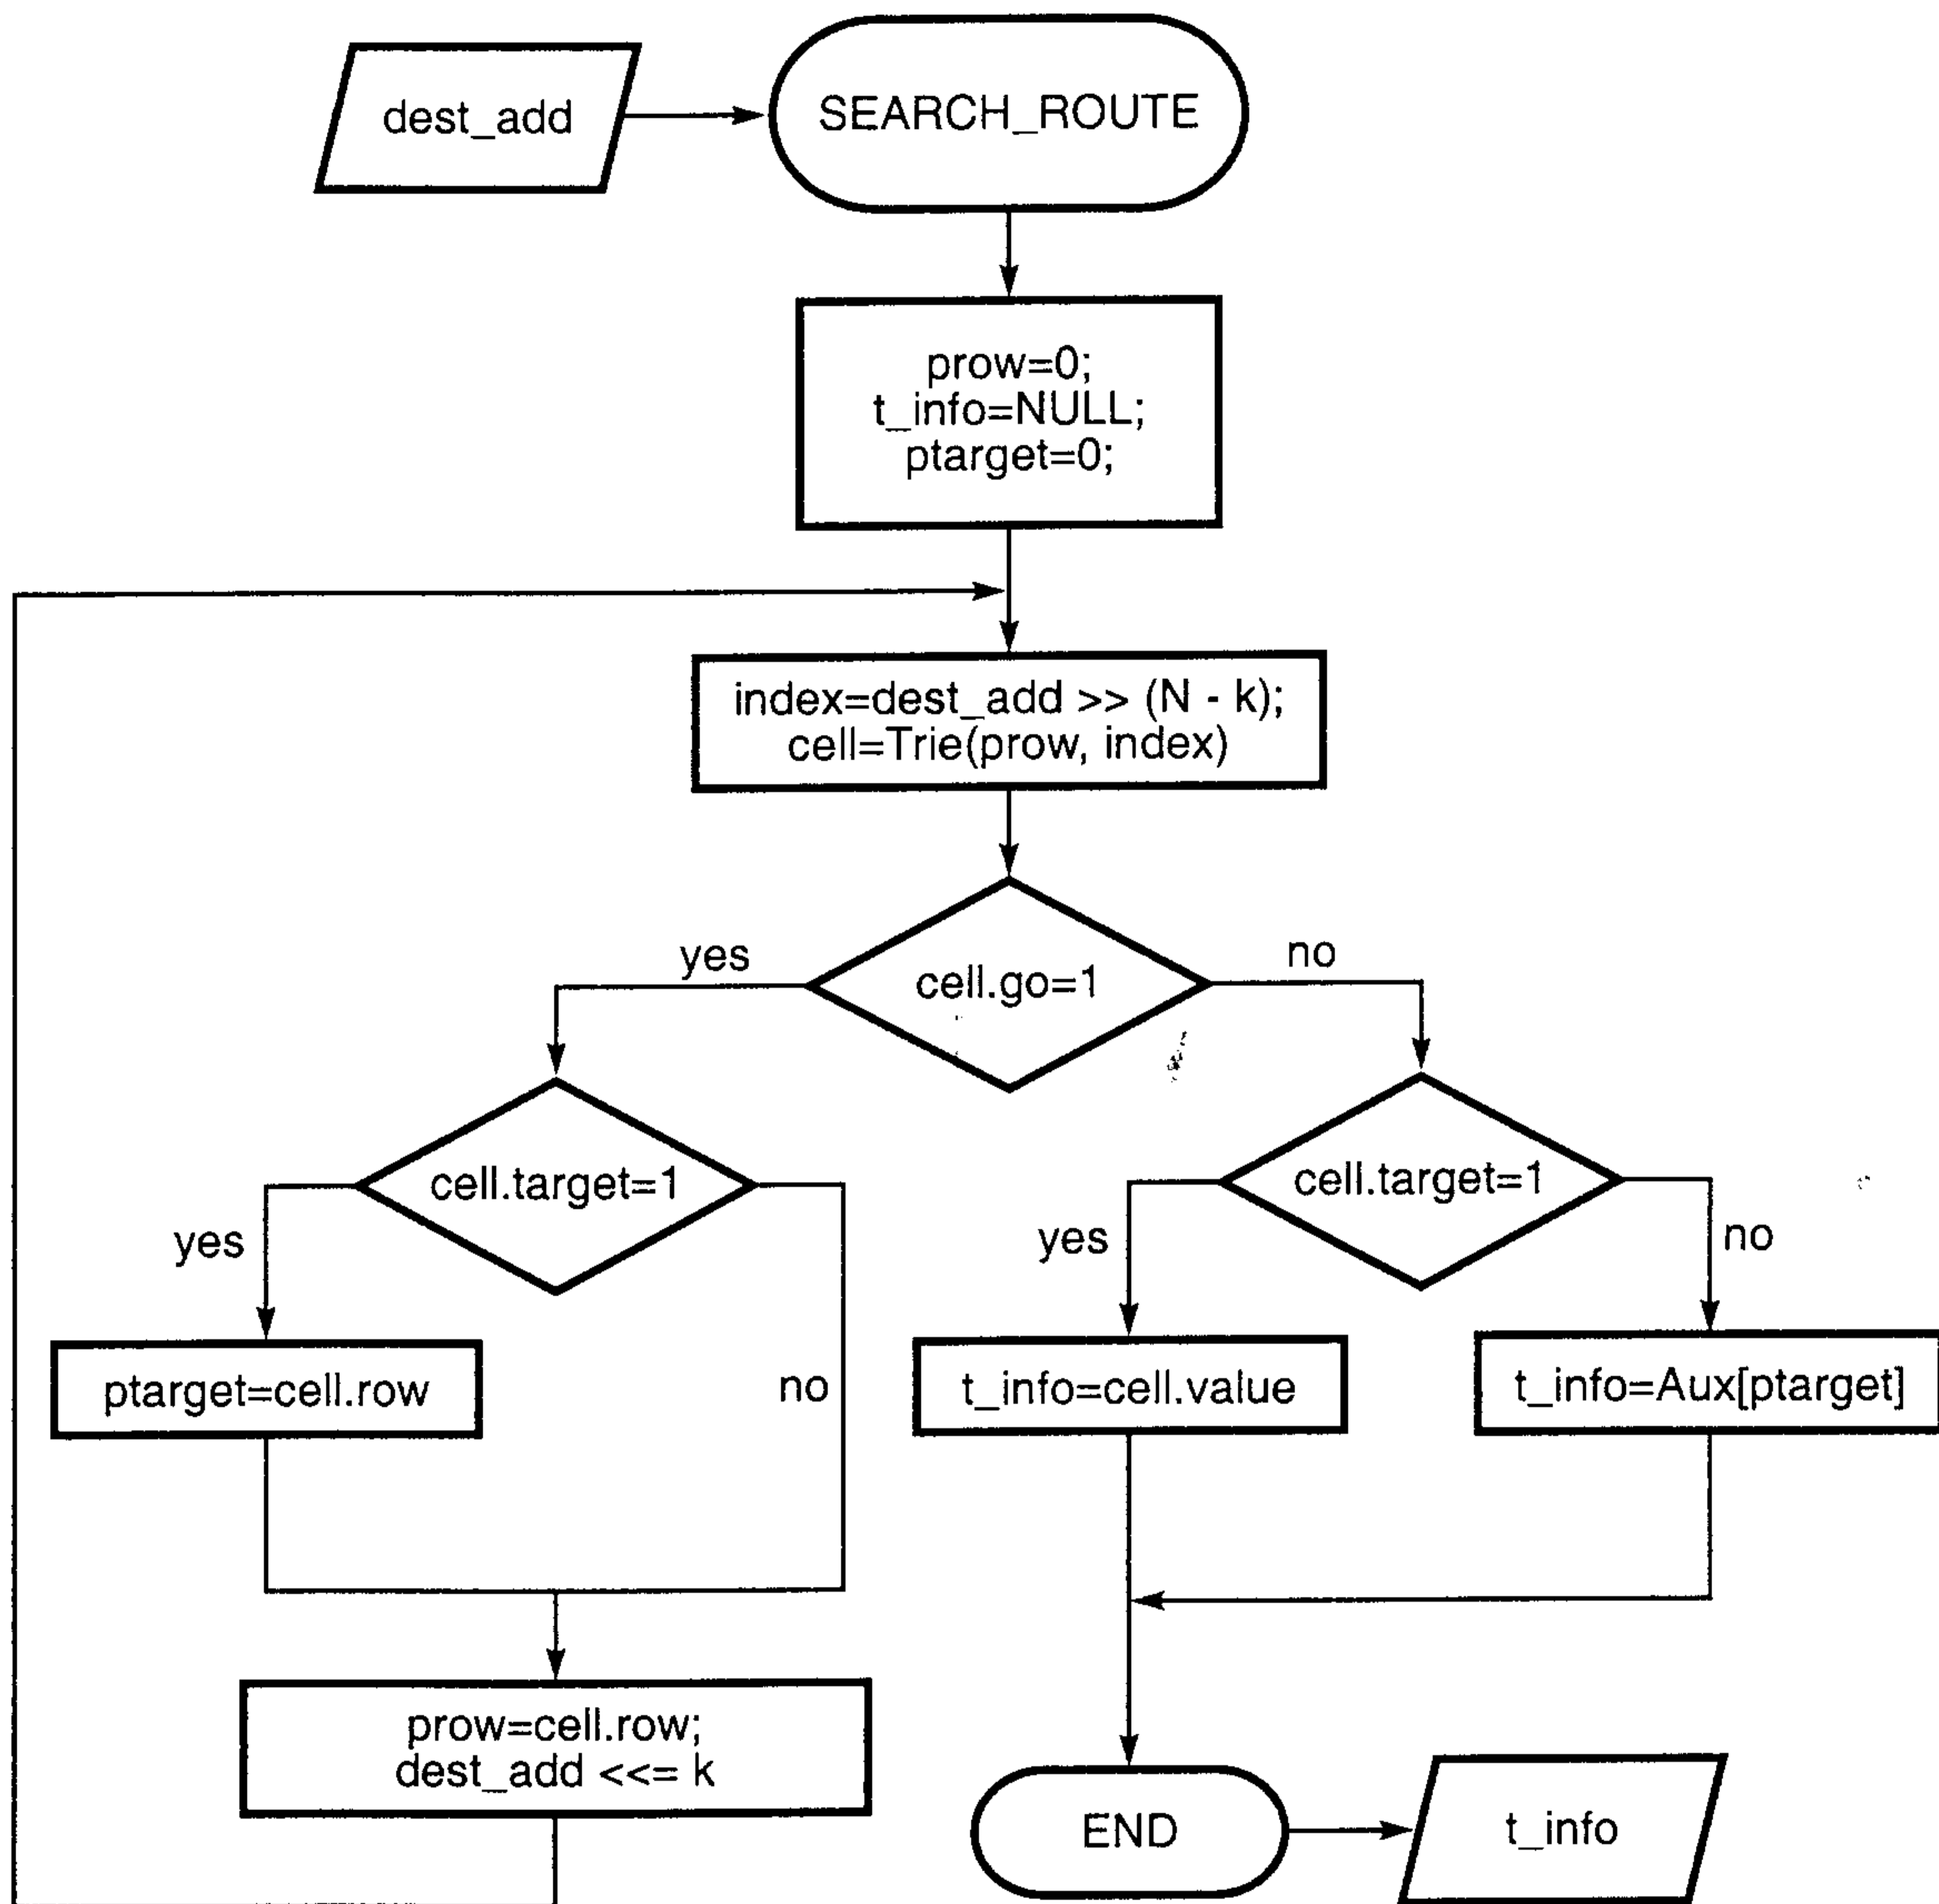 dest_add
SEARCH_ROUTE
prow=0;
t_info=NULL;
ptarget=0;
index=dest_add >> (N - k);
cell=Trie(prow, index)
yes
cell.go=1
no
cell.target=1
cell.target=1
yes
yes
no
ptarget=cell.row
no
t_info=cell.value
t_info=Aux[ptarget]
prow=cell.row;
dest_add <<= k
END
t_info